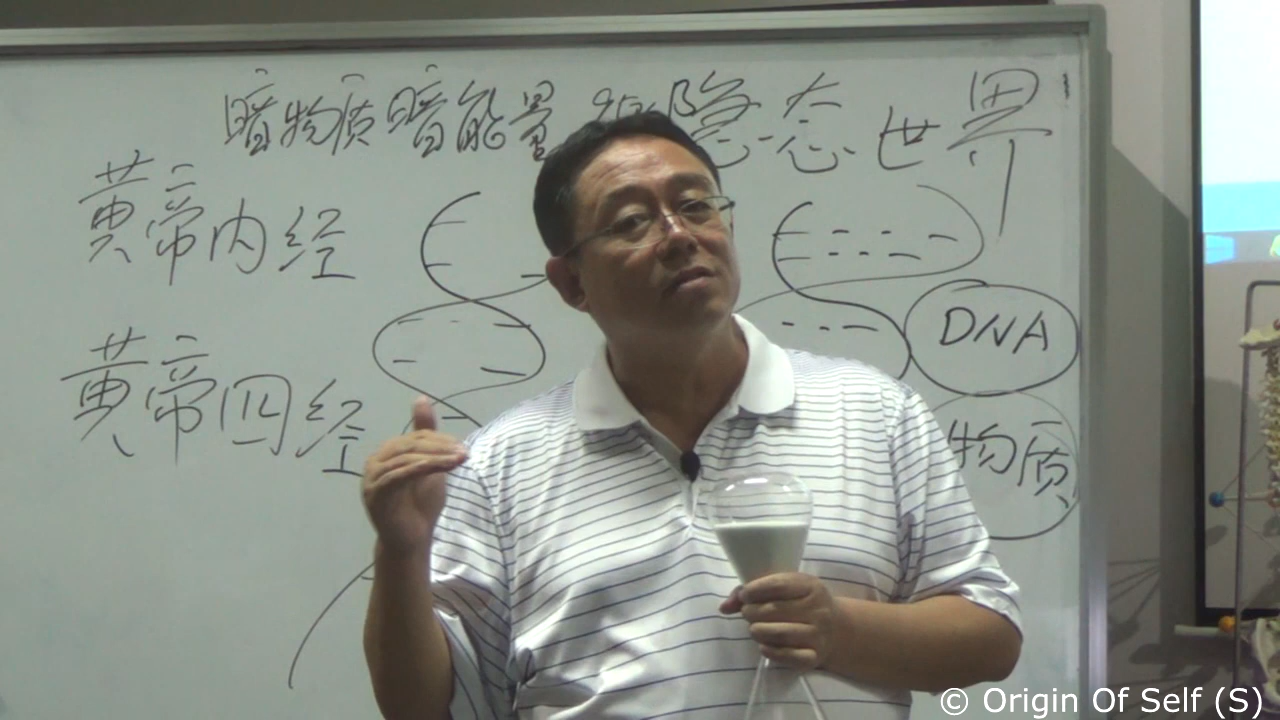 暗物质暗能量 隐态世界
黄帝内经
黄帝四经
DNA
物质
© Origin Of Self (S)